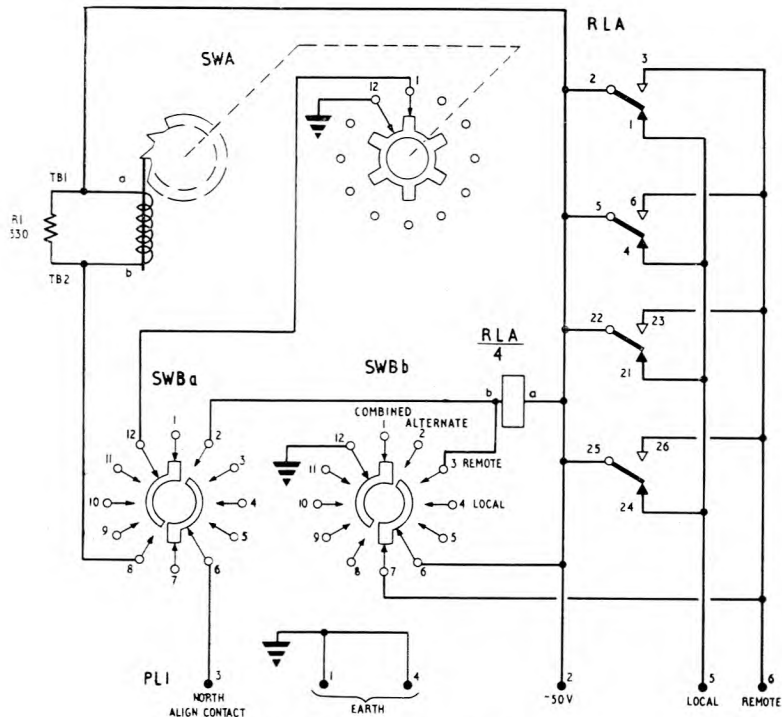 RLA
SWA
3
2
1
12
1
TB1
a
R1
330
TB2
b
6
5
4
23
22
21
RLA
4
b
a
SWBa
SWBb
COMBINED
ALTERNATE
26
25
24
12
1
2
11
3
10
4
9
5
8
7
6
12
1
2
11
3 REMOTE
10
4 LOCAL
9
5
8
7
6
PL1
3
NORTH
ALIGN CONTACT
1
4
EARTH
2
-50V
5
LOCAL
6
REMOTE